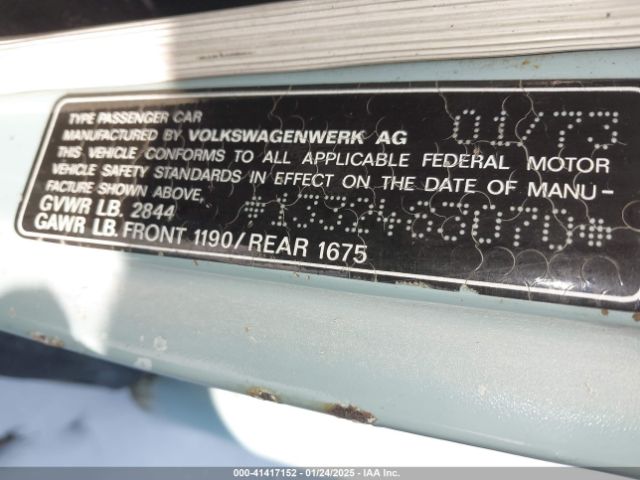 TYPE PASSENGER CAR
MANUFACTURED BY VOLKSWAGENWERK AG 01/73
THIS VEHICLE CONFORMS TO ALL APPLICABLE FEDERAL MOTOR
VEHICLE SAFETY STANDARDS IN EFFECT ON THE DATE OF MANU-
FACTURE SHOWN ABOVE.
GVWR LB. 2844
GAWR LB. FRONT 1190/REAR 1675
000-41417152 - 01/24/2025 - IAA Inc.